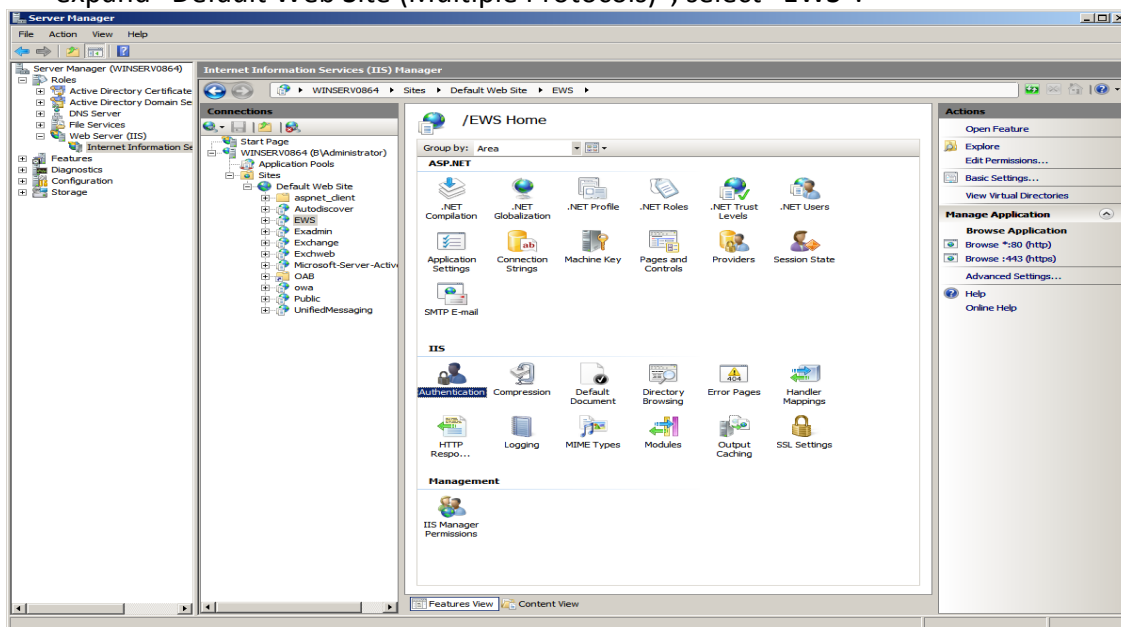 expand "Default Web Site (Multiple Protocols)", select "EWS".
Server Manager
File Action View Help
Server Manager (WINSERV0864)
Roles
Active Directory Certificate
Active Directory Domain Se
DNS Server
File Services
Web Server (IIS)
Internet Information Se
Features
Diagnostics
Configuration
Storage
Internet Information Services (IIS) Manager
WINSERV0864 Sites Default Web Site EWS
Connections
Start Page
WINSERV0864 (B\Administrator)
Application Pools
Sites
Default Web Site
aspnet_client
Autodiscover
EWS
Exadmin
Exchange
Exchweb
Microsoft-Server-Active
OAB
owa
Public
UnifiedMessaging
/EWS Home
Group by: Area
ASP.NET
.NET Compilation
.NET Globalization
.NET Profile
.NET Roles
.NET Trust Levels
.NET Users
Application Settings
Connection Strings
Machine Key
Pages and Controls
Providers
Session State
SMTP E-mail
IIS
Authentication
Compression
Default Document
Directory Browsing
Error Pages
404
Handler Mappings
HTTP Respo...
Logging
MIME Types
Modules
Output Caching
SSL Settings
Management
IIS Manager Permissions
Features View Content View
Actions
Open Feature
Explore
Edit Permissions...
Basic Settings...
View Virtual Directories
Manage Application
Browse Application
Browse *:80 (http)
Browse :443 (https)
Advanced Settings...
Help
Online Help